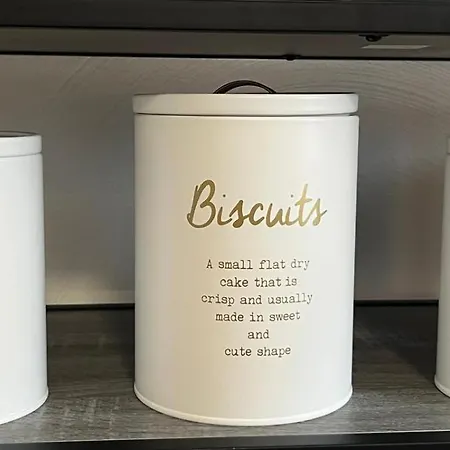 Biscuits
A small flat dry
cake that is
crisp and usually
made in sweet
and
cute shape